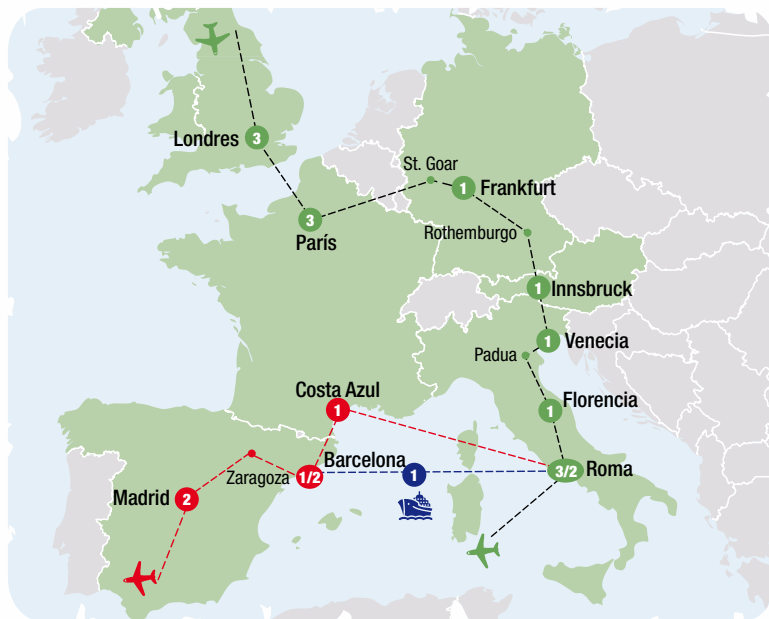 Londres
3
St. Goar
1
Frankfurt
3
París
Rothemburgo
1
Innsbruck
1
Venecia
Padua
Costa Azul
1
1
Florencia
Barcelona
1
3/2
Roma
Zaragoza
1/2
Madrid
2